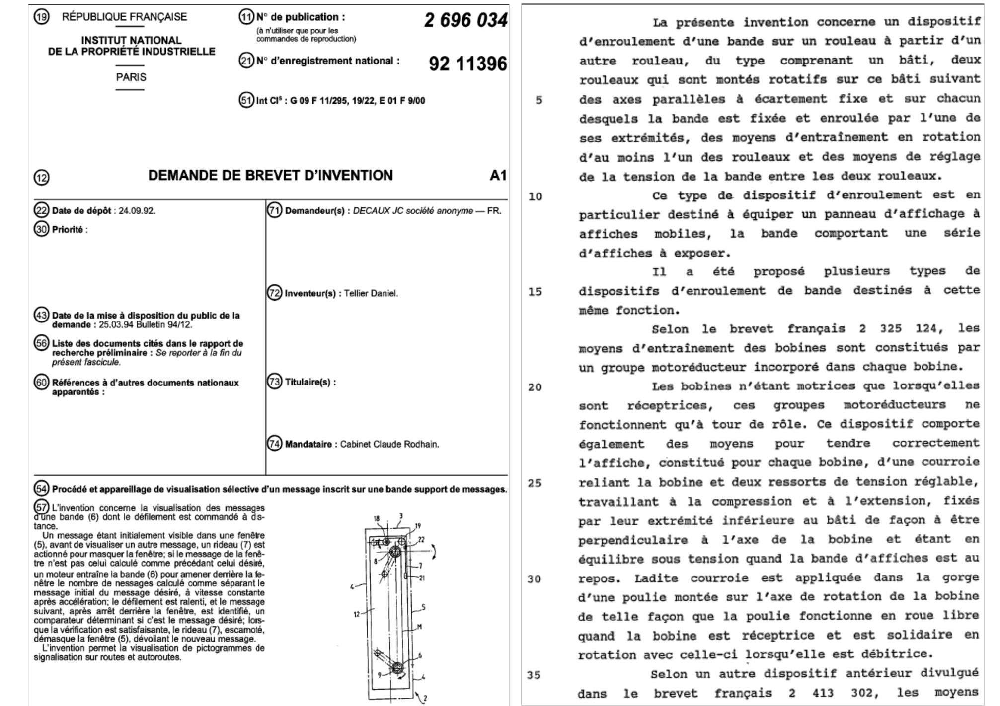 19 RÉPUBLIQUE FRANÇAISE
INSTITUT NATIONAL
DE LA PROPRIÉTÉ INDUSTRIELLE
PARIS
11 N° de publication :
(à n'utiliser que pour les
commandes de reproduction)
2 696 034
21 N° d'enregistrement national :
92 11396
51 Int Cl⁵ : G 09 F 11/295, 19/22, E 01 F 9/00
12 DEMANDE DE BREVET D'INVENTION A1
22 Date de dépôt : 24.09.92.
30 Priorité :
43 Date de la mise à disposition du public de la
demande : 25.03.94 Bulletin 94/12.
56 Liste des documents cités dans le rapport de
recherche préliminaire : Se reporter à la fin du
présent fascicule.
60 Références à d'autres documents nationaux
apparentés :
71 Demandeur(s) : DECAUX JC société anonyme — FR.
72 Inventeur(s) : Tellier Daniel.
73 Titulaire(s) :
74 Mandataire : Cabinet Claude Rodhain.
54 Procédé et appareillage de visualisation sélective d'un message inscrit sur une bande support de messages.
57 L'invention concerne la visualisation des messages
d'une bande (6) dont le défilement est commandé à dis-
tance.
Un message étant initialement visible dans une fenêtre
(5), avant de visualiser un autre message, un rideau (7) est
actionné pour masquer la fenêtre; si le message de la fenê-
tre n'est pas celui calculé comme précédant celui désiré,
un moteur entraîne la bande (6) pour amener derrière la fe-
nêtre le nombre de nessages calculé comme séparant le
message initial du message désiré, à vitesse constante
après accélération; le défilement est ralenti, et le message
suivant, après arrêt derrière la fenêtre, est identifié, un
comparateur déterminant si c'est le message désiré; lors-
que la vérification est satisfaisante, le rideau (7), escamoté,
démasque la fenêtre (5), dévoilant le nouveau message.
L'invention permet la visualisation de pictogrammes de
signalisation sur routes et autoroutes.
18
3
19
22
8
7
21
4
5
12
M
6
9
4
2
La présente invention concerne un dispositif
d'enroulement d'une bande sur un rouleau à partir d'un
autre rouleau, du type comprenant un bâti, deux
rouleaux qui sont montés rotatifs sur ce bâti suivant
5 des axes parallèles à écartement fixe et sur chacun
desquels la bande est fixée et enroulée par l'une de
ses extrémités, des moyens d'entraînement en rotation
d'au moins l'un des rouleaux et des moyens de réglage
de la tension de la bande entre les deux rouleaux.
10 Ce type de dispositif d'enroulement est en
particulier destiné à équiper un panneau d'affichage à
affiches mobiles, la bande comportant une série
d'affiches à exposer.
Il a été proposé plusieurs types de
15 dispositifs d'enroulement de bande destinés à cette
même fonction.
Selon le brevet français 2 325 124, les
moyens d'entraînement des bobines sont constitués par
un groupe motoréducteur incorporé dans chaque bobine.
20 Les bobines n'étant motrices que lorsqu'elles
sont réceptrices, ces groupes motoréducteurs ne
fonctionnent qu'à tour de rôle. Ce dispositif comporte
également des moyens pour tendre correctement
l'affiche, constitué pour chaque bobine, d'une courroie
25 reliant la bobine et deux ressorts de tension réglable,
travaillant à la compression et à l'extension, fixés
par leur extrémité inférieure au bâti de façon à être
perpendiculaire à l'axe de la bobine et étant en
équilibre sous tension quand la bande d'affiches est au
30 repos. Ladite courroie est appliquée dans la gorge
d'une poulie montée sur l'axe de rotation de la bobine
de telle façon que la poulie fonctionne en roue libre
quand la bobine est réceptrice et est solidaire en
rotation avec celle-ci lorsqu'elle est débitrice.
35 Selon un autre dispositif antérieur divulgué
dans le brevet français 2 413 302, les moyens